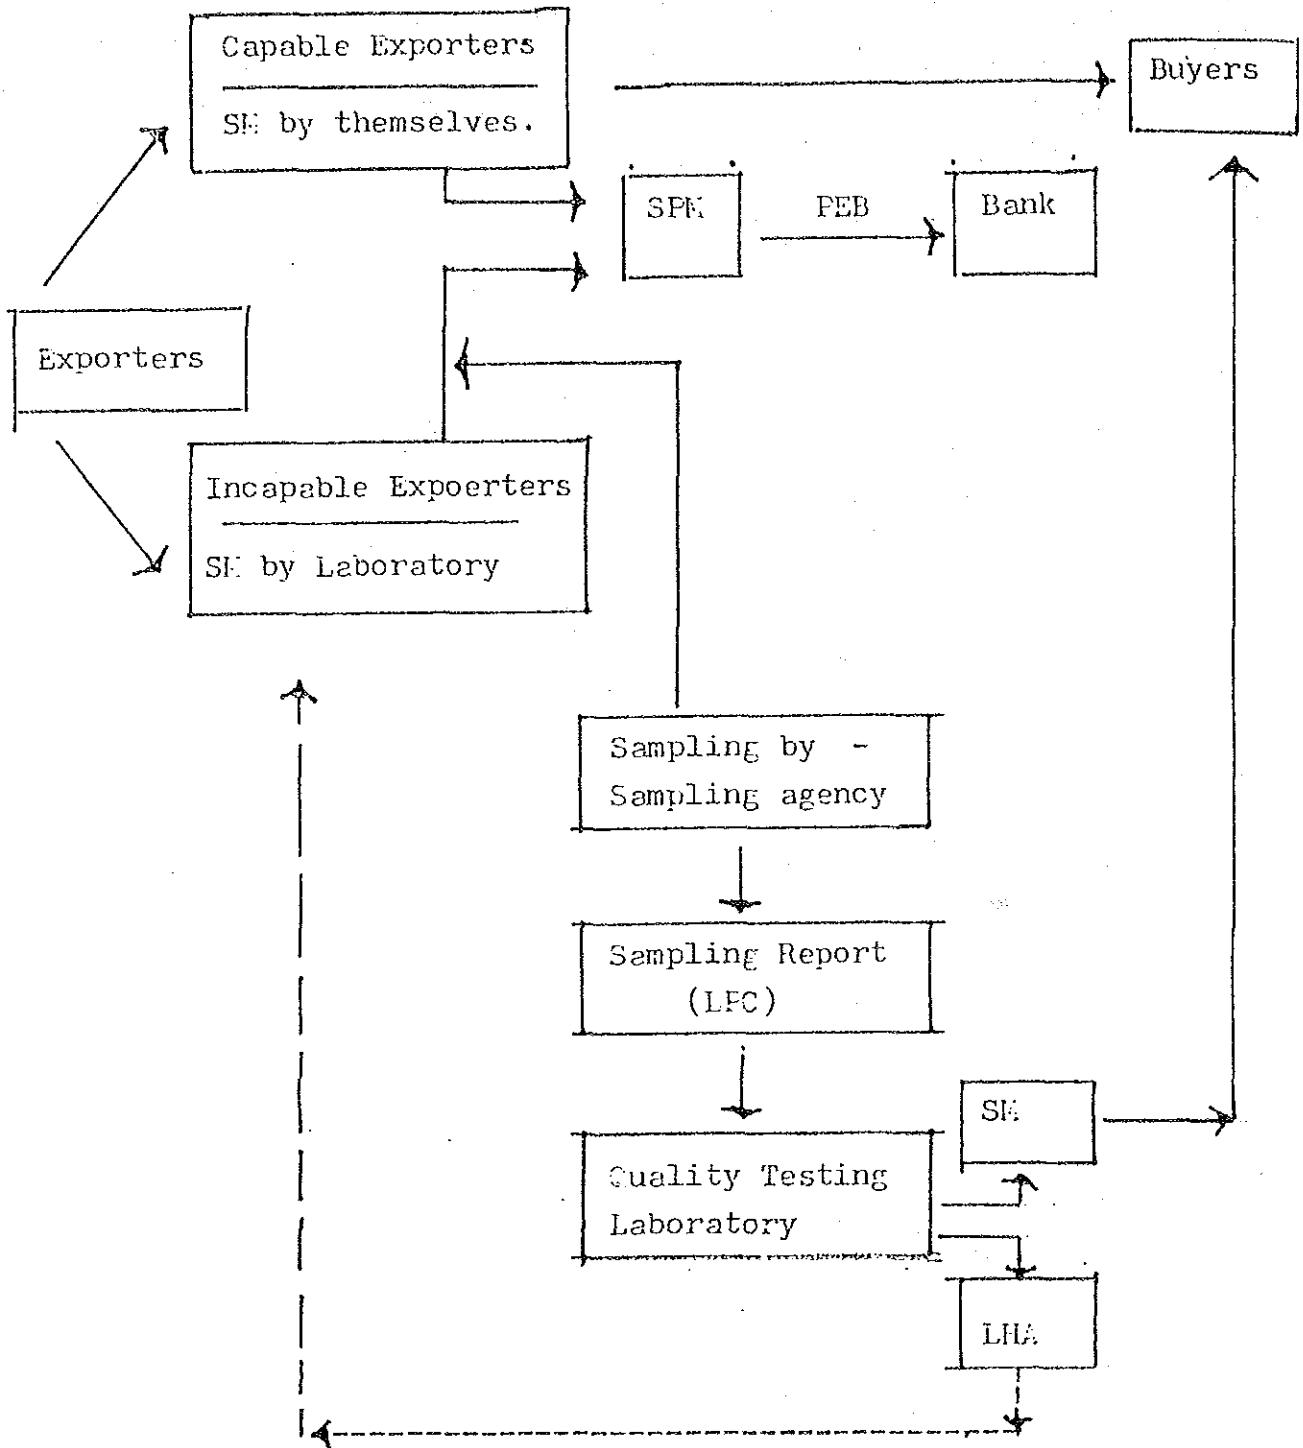 Capable Exporters
SM by themselves.
Buyers
SPM
PEB
Bank
Exporters
Incapable Expoerters
SM by Laboratory
Sampling by -
Sampling agency
Sampling Report
(LPC)
Quality Testing
Laboratory
SM
LHA